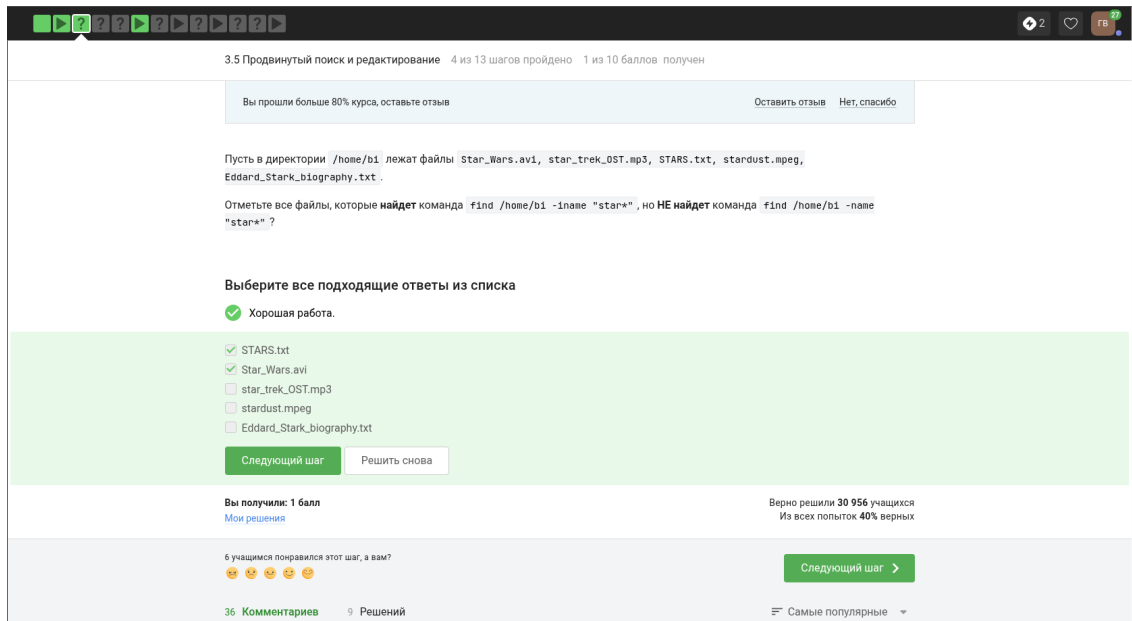 ? ? ? ? ? ? ? 2 ГВ 27
3.5 Продвинутый поиск и редактирование 4 из 13 шагов пройдено 1 из 10 баллов получен
Вы прошли больше 80% курса, оставьте отзыв Оставить отзыв Нет, спасибо
Пусть в директории /home/bi лежат файлы Star_Wars.avi, star_trek_OST.mp3, STARS.txt, stardust.mpeg,
Eddard_Stark_biography.txt.
Отметьте все файлы, которые найдет команда find /home/bi -iname "star*", но НЕ найдет команда find /home/bi -name
"star*" ?
Выберите все подходящие ответы из списка
Хорошая работа.
STARS.txt
Star_Wars.avi
star_trek_OST.mp3
stardust.mpeg
Eddard_Stark_biography.txt
Следующий шаг Решить снова
Вы получили: 1 балл Верно решили 30 956 учащихся
Мои решения Из всех попыток 40% верных
6 учащимся понравился этот шаг, а вам?
Следующий шаг
36 Комментариев 9 Решений Самые популярные